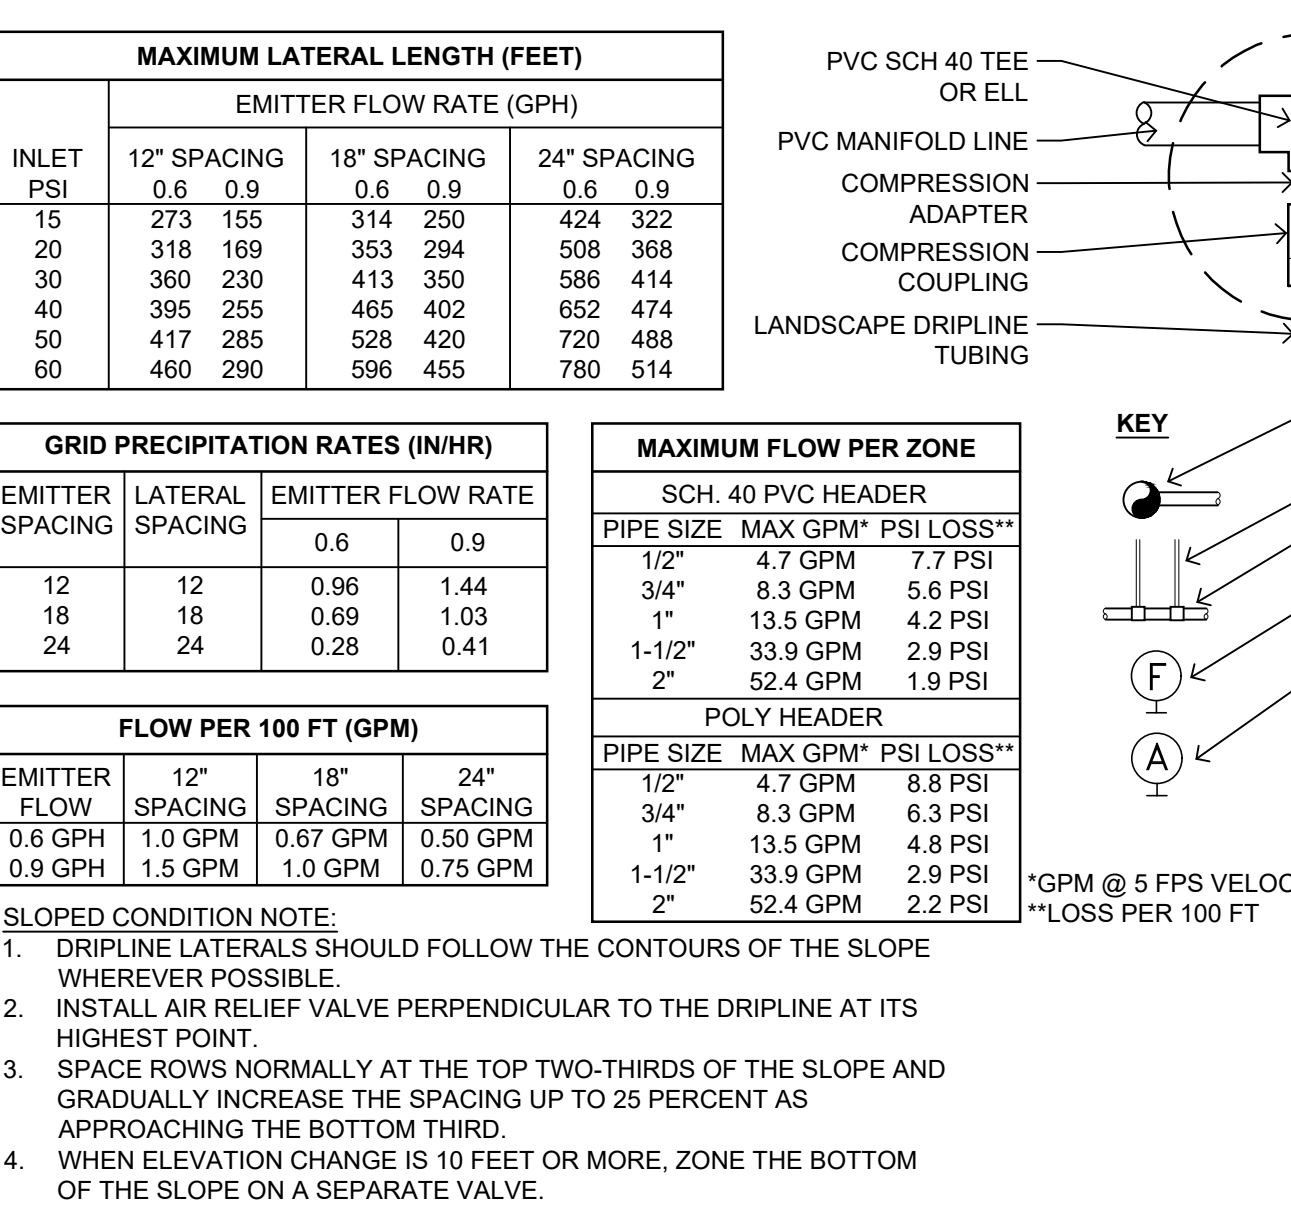 MAXIMUM LATERAL LENGTH (FEET)
EMITTER FLOW RATE (GPH)
INLET PSI 12" SPACING 18" SPACING 24" SPACING
0.6 0.9 0.6 0.9 0.6 0.9
15 273 155 314 250 424 322
20 318 169 353 294 508 368
30 360 230 413 350 586 414
40 395 255 465 402 652 474
50 417 285 528 420 720 488
60 460 290 596 455 780 514
PVC SCH 40 TEE
OR ELL
PVC MANIFOLD LINE
COMPRESSION
ADAPTER
COMPRESSION
COUPLING
LANDSCAPE DRIPLINE
TUBING
GRID PRECIPITATION RATES (IN/HR)
EMITTER SPACING LATERAL SPACING EMITTER FLOW RATE
0.6 0.9
12 12 0.96 1.44
18 18 0.69 1.03
24 24 0.28 0.41
FLOW PER 100 FT (GPM)
EMITTER 12" 18" 24"
FLOW SPACING SPACING SPACING
0.6 GPH 1.0 GPM 0.67 GPM 0.50 GPM
0.9 GPH 1.5 GPM 1.0 GPM 0.75 GPM
MAXIMUM FLOW PER ZONE
SCH. 40 PVC HEADER
PIPE SIZE MAX GPM* PSI LOSS**
1/2" 4.7 GPM 7.7 PSI
3/4" 8.3 GPM 5.6 PSI
1" 13.5 GPM 4.2 PSI
1-1/2" 33.9 GPM 2.9 PSI
2" 52.4 GPM 1.9 PSI
POLY HEADER
PIPE SIZE MAX GPM* PSI LOSS**
1/2" 4.7 GPM 8.8 PSI
3/4" 8.3 GPM 6.3 PSI
1" 13.5 GPM 4.8 PSI
1-1/2" 33.9 GPM 2.9 PSI
2" 52.4 GPM 2.2 PSI
KEY
F
A
*GPM @ 5 FPS VELOC
**LOSS PER 100 FT
SLOPED CONDITION NOTE:
1. DRIPLINE LATERALS SHOULD FOLLOW THE CONTOURS OF THE SLOPE
WHEREVER POSSIBLE.
2. INSTALL AIR RELIEF VALVE PERPENDICULAR TO THE DRIPLINE AT ITS
HIGHEST POINT.
3. SPACE ROWS NORMALLY AT THE TOP TWO-THIRDS OF THE SLOPE AND
GRADUALLY INCREASE THE SPACING UP TO 25 PERCENT AS
APPROACHING THE BOTTOM THIRD.
4. WHEN ELEVATION CHANGE IS 10 FEET OR MORE, ZONE THE BOTTOM
OF THE SLOPE ON A SEPARATE VALVE.